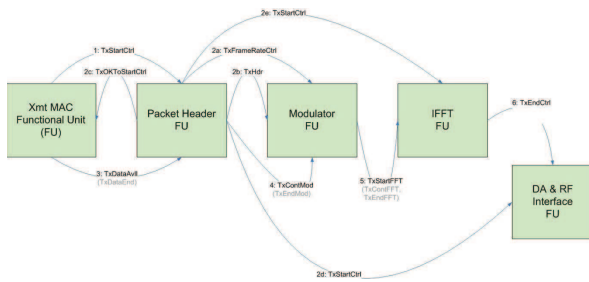 2e: TxStartCtrl
1: TxStartCtrl
2a: TxFrameRateCtrl
2c: TxOKToStartCtrl
2b: TxHdr
Xmt MAC
Functional Unit
(FU)
Packet Header
FU
Modulator
FU
IFFT
FU
6: TxEndCtrl
3: TxDataAvll
(TxDataEnd)
4: TxContMod
(TxEndMod)
5: TxStartFFT
(TxContFFT,
TxEndFFT)
DA & RF
Interface
FU
2d: TxStartCtrl